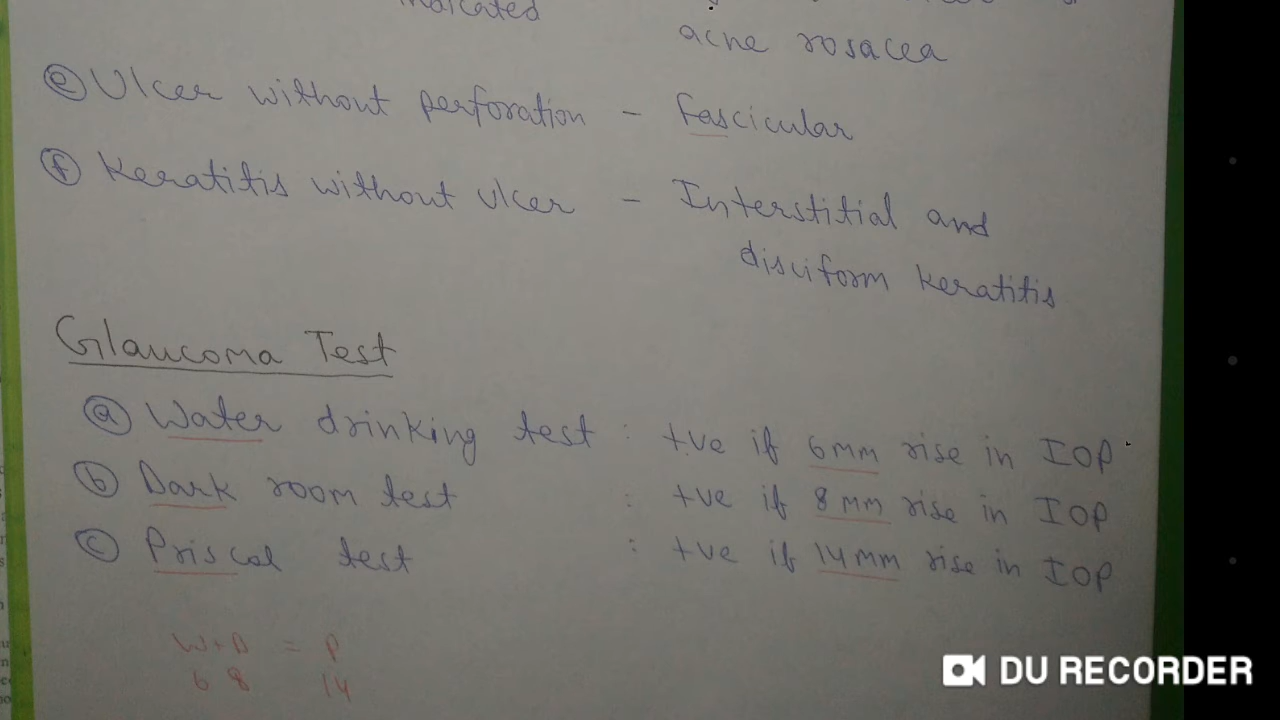 indicated
acne rosacea
ⓔ Ulcer without perforation - Fascicular
ⓕ Keratitis without ulcer - Interstitial and
disciform keratitis
Glaucoma Test
ⓐ Water drinking test : +ve if 6mm rise in IOP
ⓑ Dark room test : +ve if 8mm rise in IOP
ⓒ Priscol test : +ve if 14mm rise in IOP
W+D = P
6 8 14
DU RECORDER